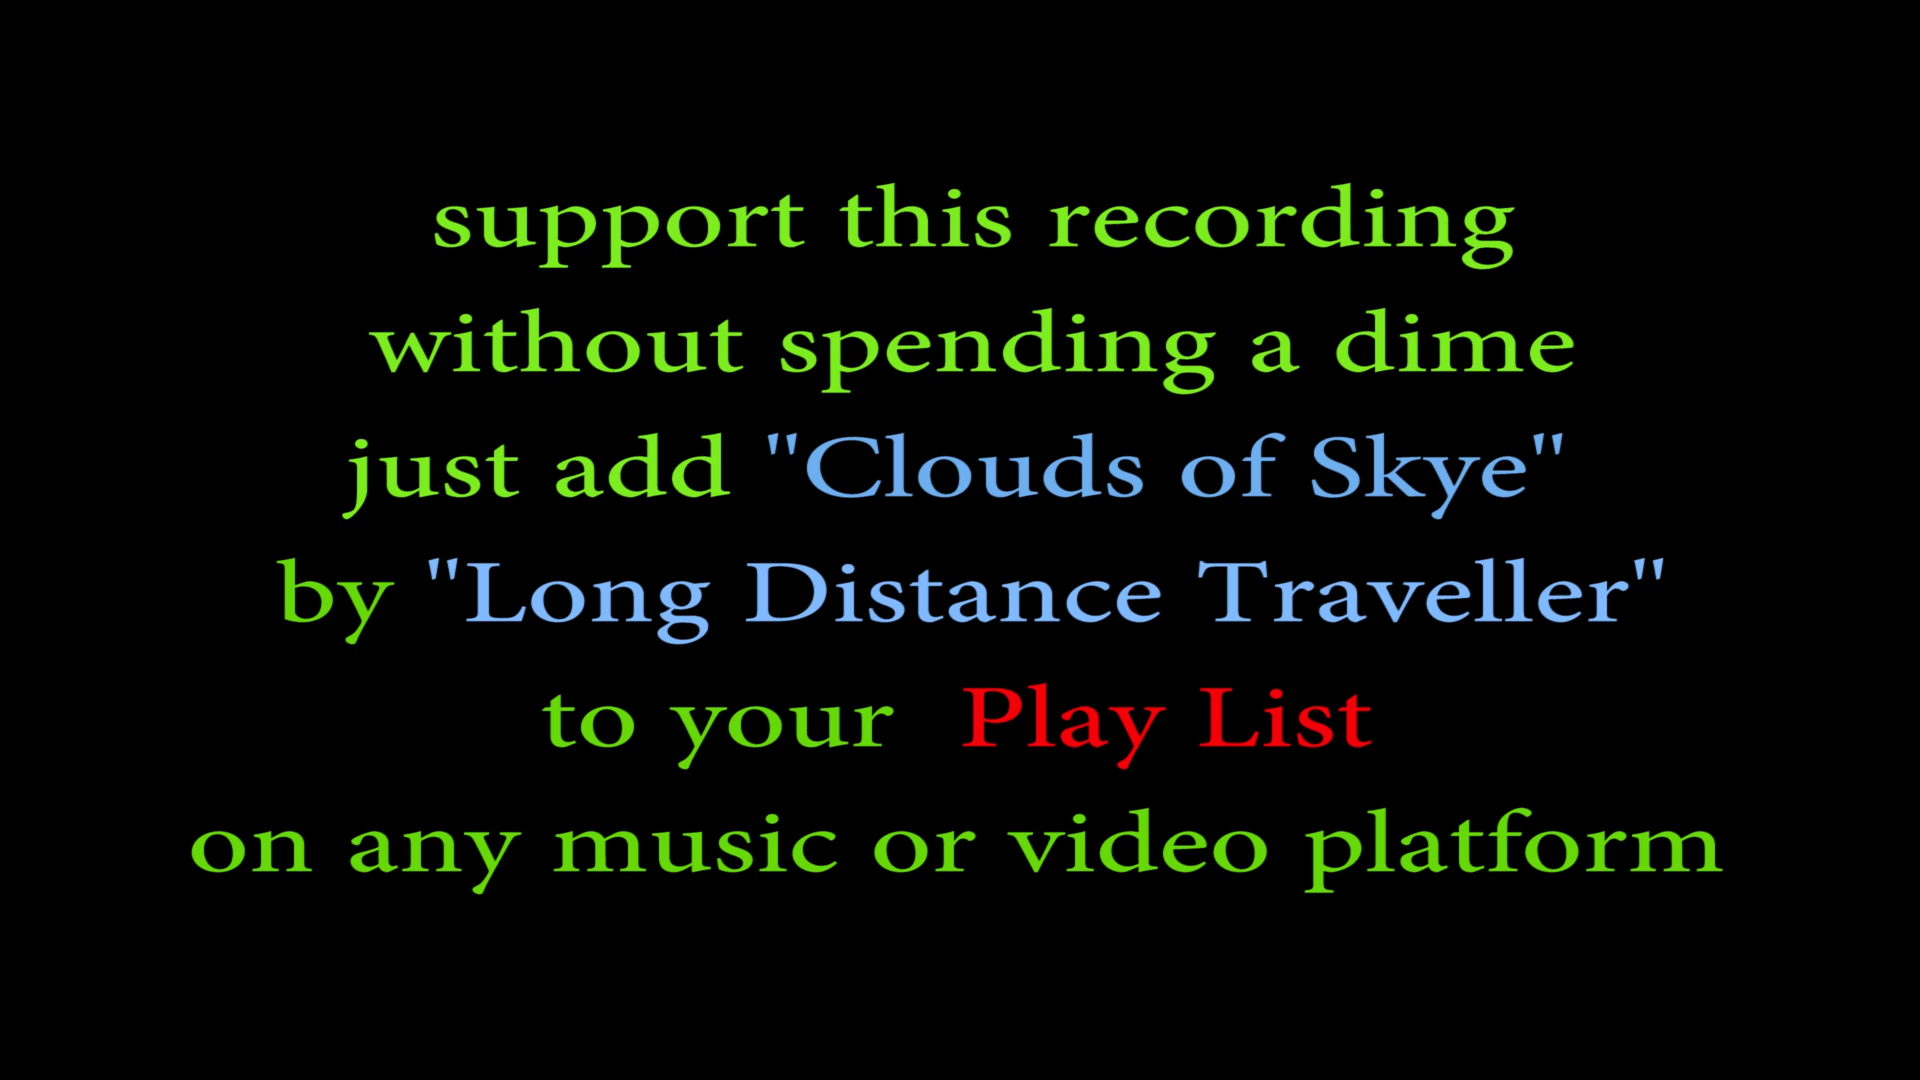 support this recording
without spending a dime
just add "Clouds of Skye"
by "Long Distance Traveller"
to your  Play List
on any music or video platform